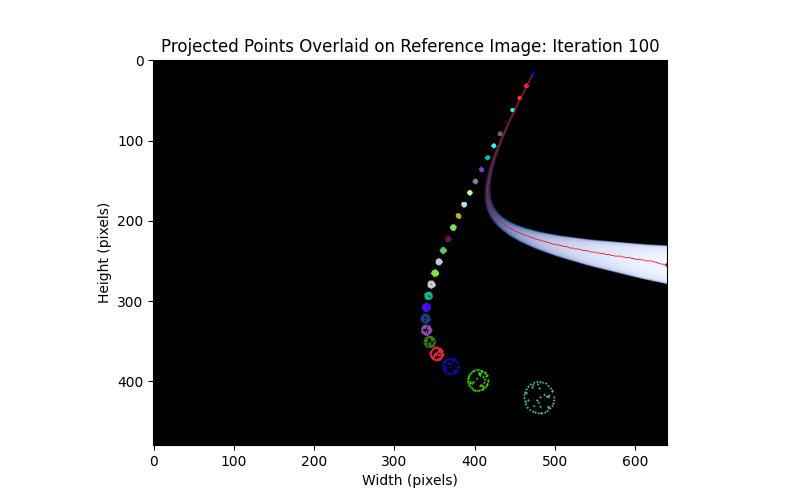 Projected Points Overlaid on Reference Image: Iteration 100
0
100
200
300
400
Height (pixels)
0 100 200 300 400 500 600
Width (pixels)